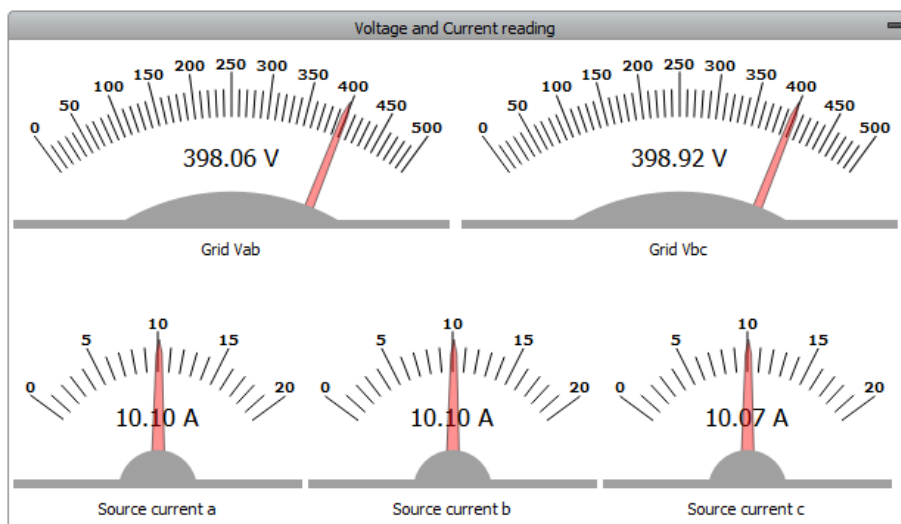 Voltage and Current reading
0 50 100 150 200 250 300 350 400 450 500
398.06 V
Grid Vab
0 50 100 150 200 250 300 350 400 450 500
398.92 V
Grid Vbc
0 5 10 15 20
10.10 A
Source current a
0 5 10 15 20
10.10 A
Source current b
0 5 10 15 20
10.07 A
Source current c